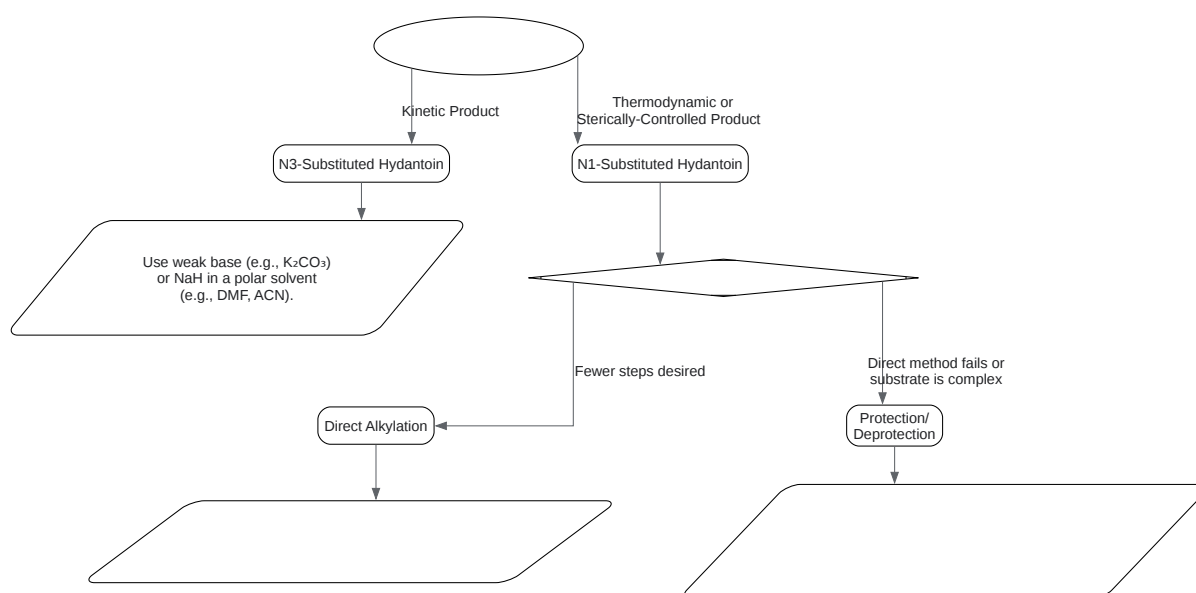 Kinetic Product
Thermodynamic or
Sterically-Controlled Product
N3-Substituted Hydantoin
N1-Substituted Hydantoin
Use weak base (e.g., K₂CO₃)
or NaH in a polar solvent
(e.g., DMF, ACN).
Fewer steps desired
Direct method fails or
substrate is complex
Direct Alkylation
Protection/
Deprotection